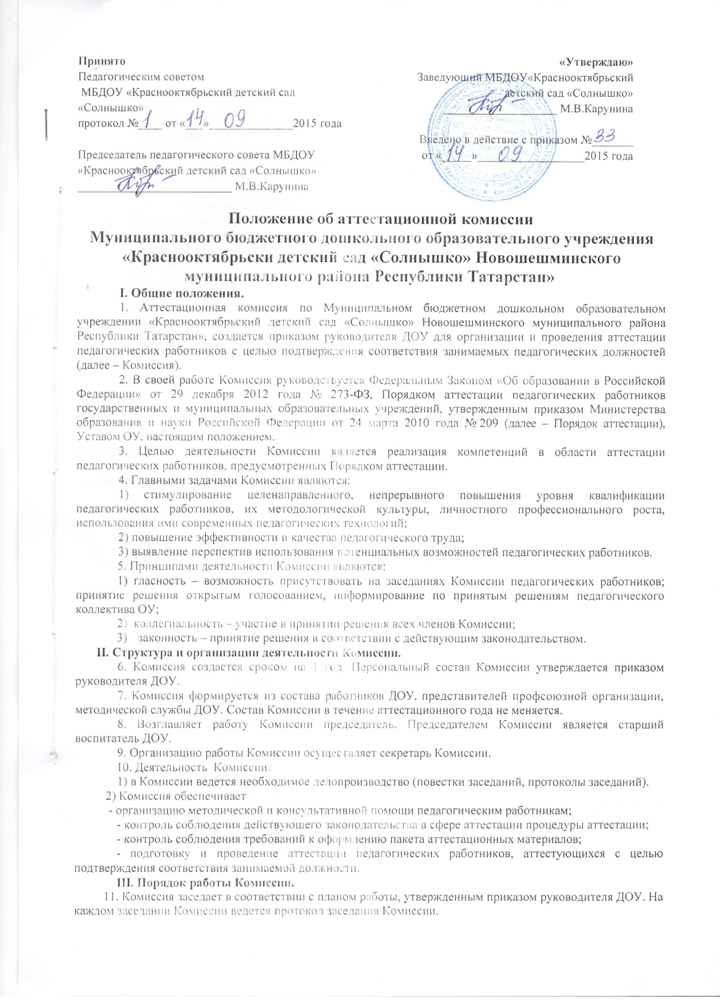 Принято
Педагогическим советом
МБДОУ «Краснооктябрьский детский сад
«Солнышко»
протокол № 1 от «14» 09 2015 года
Председатель педагогического совета МБДОУ
«Краснооктябрьский детский сад «Солнышко»
М.В.Карунина
«Утверждаю»
Заведующий МБДОУ«Краснооктябрьский
детский сад «Солнышко»
М.В.Карунина
Введено в действие с приказом № 33
от «14» 09 2015 года
Положение об аттестационной комиссии
Муниципального бюджетного дошкольного образовательного учреждения
«Краснооктябрьски детский сад «Солнышко» Новошешминского
муниципального района Республики Татарстан»
I. Общие положения.
1. Аттестационная комиссия по Муниципальном бюджетном дошкольном образовательном
учреждении «Краснооктябрьский детский сад «Солнышко» Новошешминского муниципального района
Республики Татарстан», создается приказом руководителя ДОУ для организации и проведения аттестации
педагогических работников с целью подтверждения соответствия занимаемых педагогических должностей
(далее – Комиссия).
2. В своей работе Комиссия руководствуется Федеральным Законом «Об образовании в Российской
Федерации» от 29 декабря 2012 года № 273-ФЗ, Порядком аттестации педагогических работников
государственных и муниципальных образовательных учреждений, утвержденным приказом Министерства
образования и науки Российской Федерации от 24 марта 2010 года № 209 (далее – Порядок аттестации),
Уставом ОУ, настоящим положением.
3. Целью деятельности Комиссии является реализация компетенций в области аттестации
педагогических работников, предусмотренных Порядком аттестации.
4. Главными задачами Комиссии являются:
1) стимулирование целенаправленного, непрерывного повышения уровня квалификации
педагогических работников, их методологической культуры, личностного профессионального роста,
использования ими современных педагогических технологий;
2) повышение эффективности и качества педагогического труда;
3) выявление перспектив использования потенциальных возможностей педагогических работников.
5. Принципами деятельности Комиссии являются:
1) гласность – возможность присутствовать на заседаниях Комиссии педагогических работников;
принятие решения открытым голосованием, информирование по принятым решениям педагогического
коллектива ОУ;
2) коллегиальность – участие в принятии решения всех членов Комиссии;
3) законность – принятие решения в соответствии с действующим законодательством.
II. Структура и организации деятельности Комиссии.
6. Комиссия создается сроком на 1 год. Персональный состав Комиссии утверждается приказом
руководителя ДОУ.
7. Комиссия формируется из состава работников ДОУ, представителей профсоюзной организации,
методической службы ДОУ. Состав Комиссии в течение аттестационного года не меняется.
8. Возглавляет работу Комиссии председатель. Председателем Комиссии является старший
воспитатель ДОУ.
9. Организацию работы Комиссии осуществляет секретарь Комиссии.
10. Деятельность Комиссии:
1) в Комиссии ведется необходимое делопроизводство (повестки заседаний, протоколы заседаний).
2) Комиссия обеспечивает
- организацию методической и консультативной помощи педагогическим работникам;
- контроль соблюдения действующего законодательства в сфере аттестации процедуры аттестации;
- контроль соблюдения требований к оформлению пакета аттестационных материалов;
- подготовку и проведение аттестации педагогических работников, аттестующихся с целью
подтверждения соответствия занимаемой должности.
III. Порядок работы Комиссии.
11. Комиссия заседает в соответствии с планом работы, утвержденным приказом руководителя ДОУ. На
каждом заседании Комиссии ведется протокол заседания Комиссии.